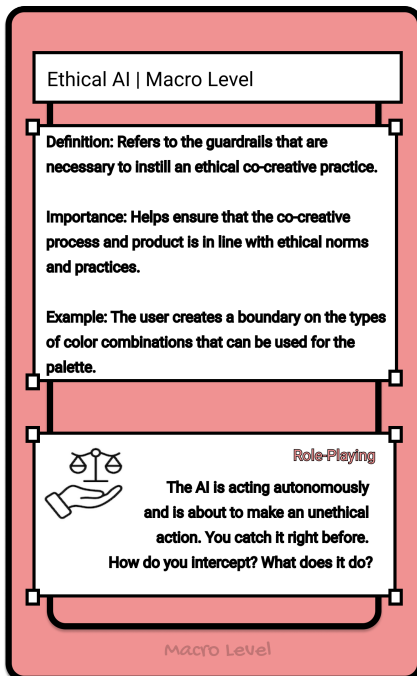 Ethical AI | Macro Level
Definition: Refers to the guardrails that are
necessary to instill an ethical co-creative practice.
Importance: Helps ensure that the co-creative
process and product is in line with ethical norms
and practices.
Example: The user creates a boundary on the types
of color combinations that can be used for the
palette.
Role-Playing
The AI is acting autonomously
and is about to make an unethical
action. You catch it right before.
How do you intercept? What does it do?
Macro Level